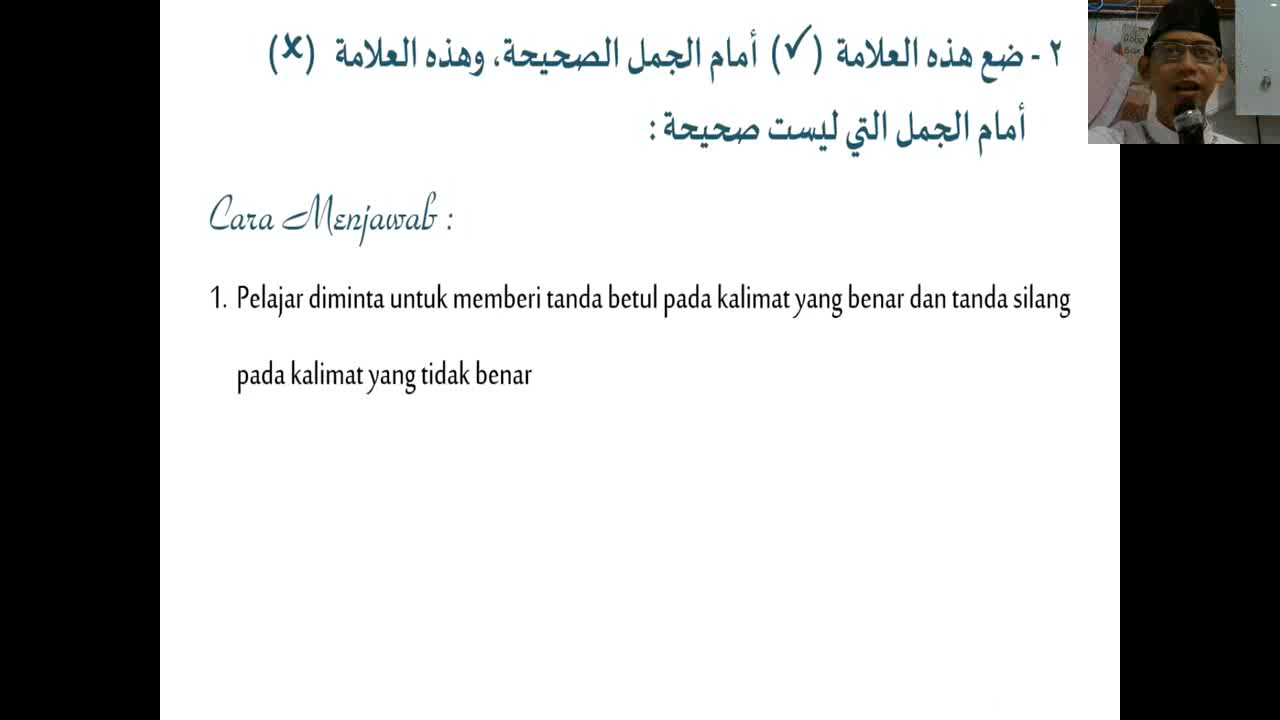 ٢ - ضع هذه العلامة (✓) أمام الجمل الصحيحة، وهذه العلامة (✗)
أمام الجمل التي ليست صحيحة :
Cara Menjawab :
1. Pelajar diminta untuk memberi tanda betul pada kalimat yang benar dan tanda silang
pada kalimat yang tidak benar